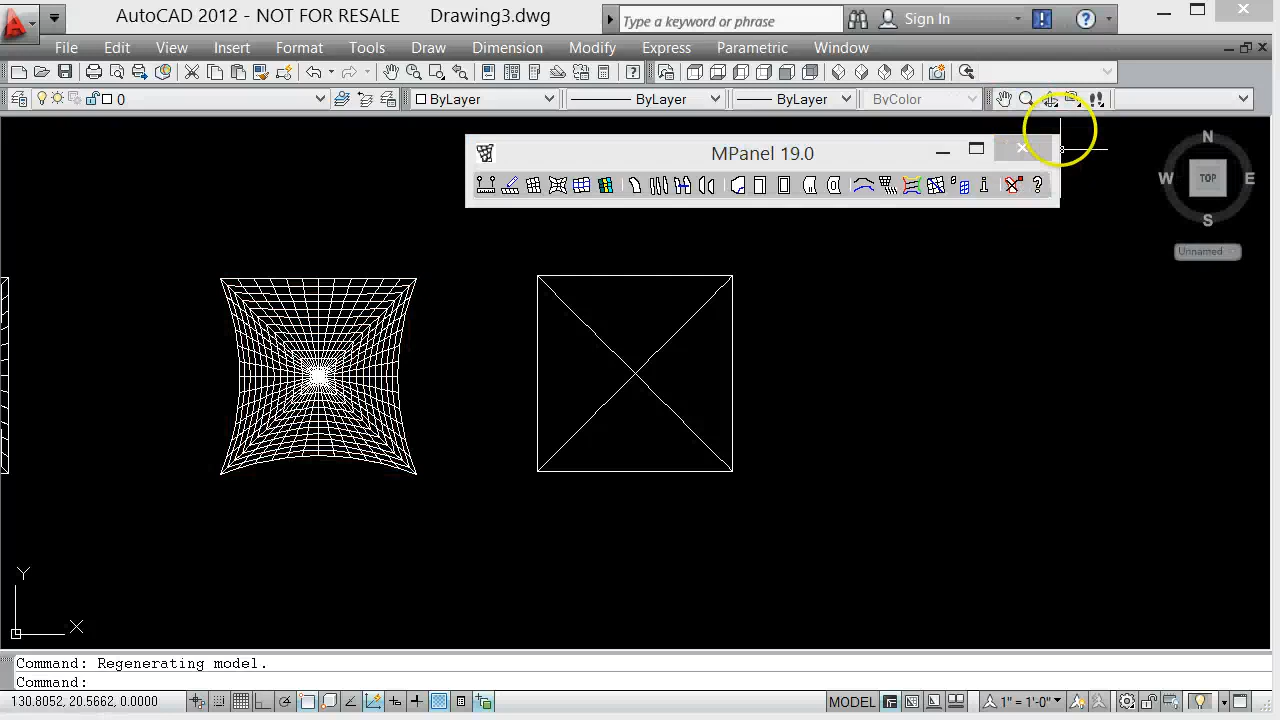 AutoCAD 2012 - NOT FOR RESALE Drawing3.dwg
Type a keyword or phrase
Sign In
File Edit View Insert Format Tools Draw Dimension Modify Express Parametric Window
0
ByLayer
ByLayer
ByLayer
ByColor
MPanel 19.0
N
W
TOP
E
S
Unnamed
Y
X
Command: Regenerating model.
Command:
130.8052, 20.5662, 0.0000
MODEL
1" = 1'-0"